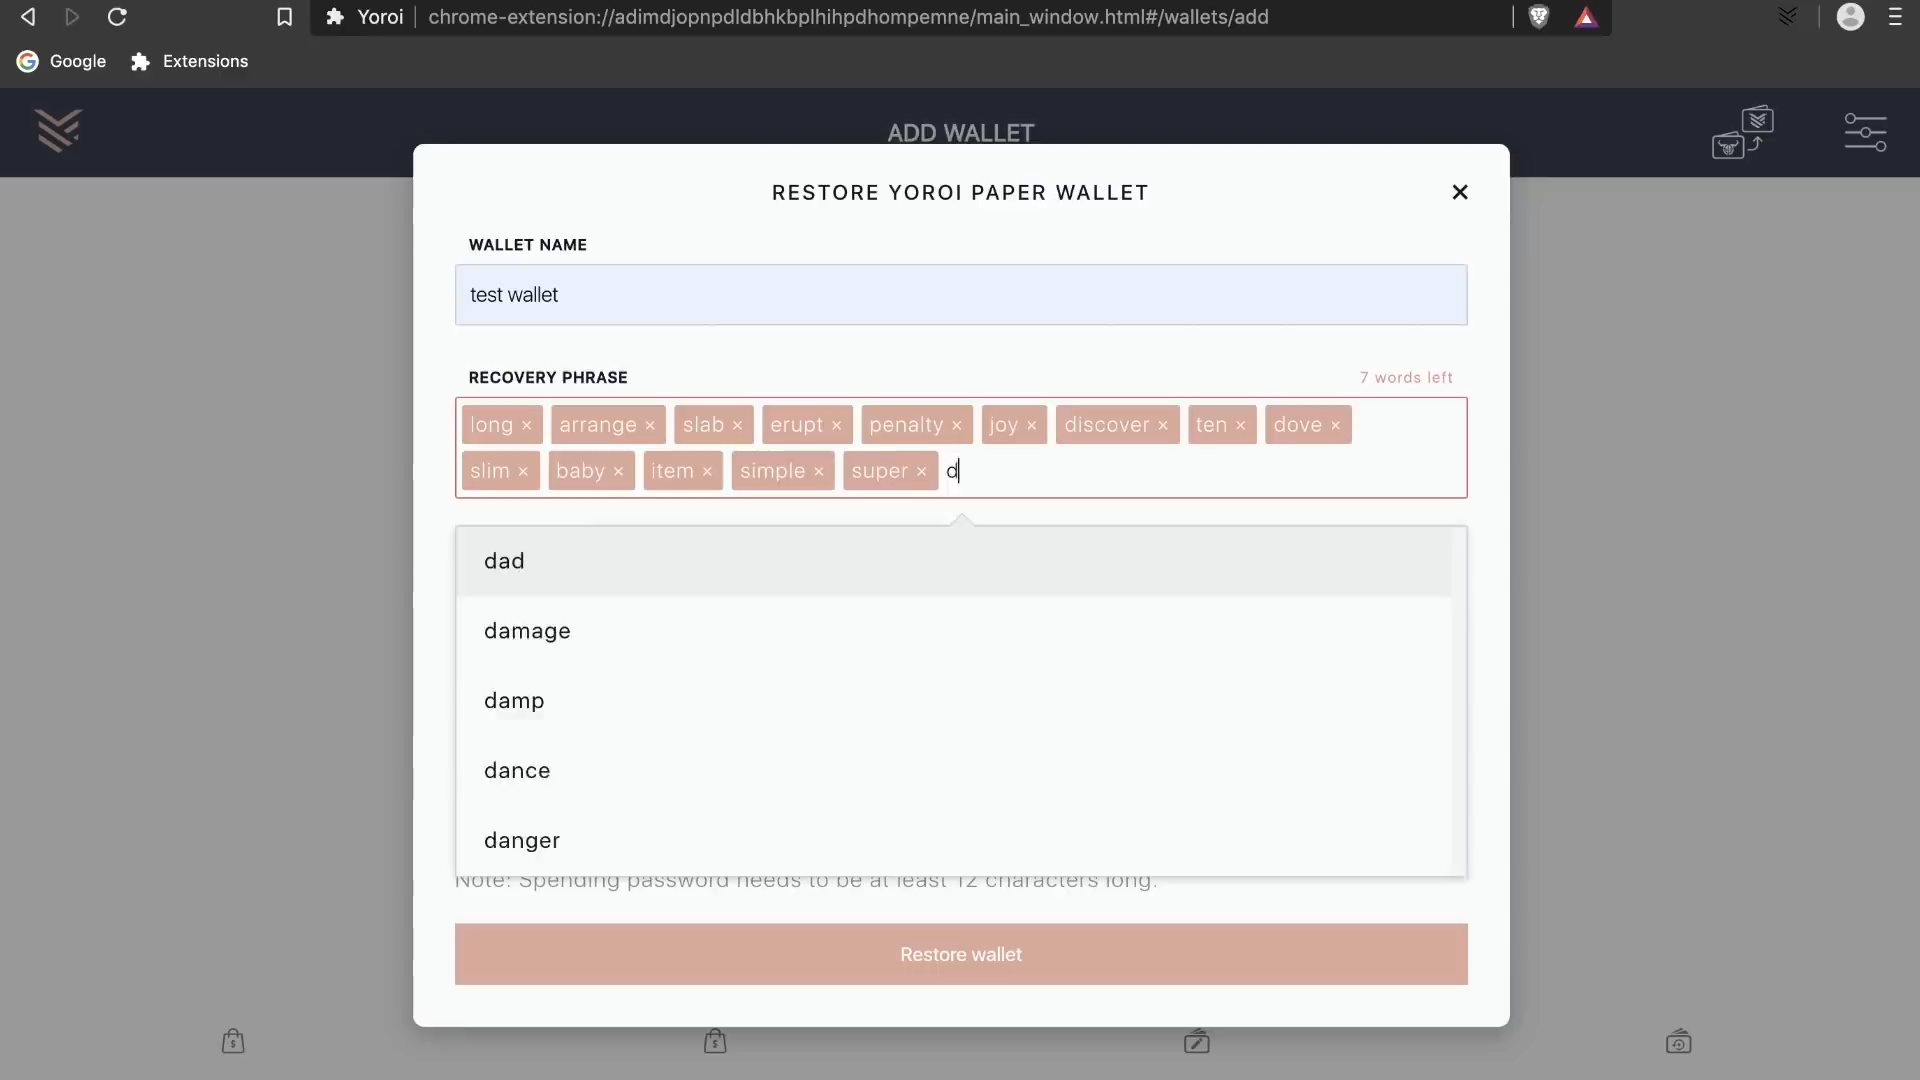 Yoroi chrome-extension://adimdjopnpdldbhkbplhihpdhompemne/main_window.html#/wallets/add
Google Extensions
ADD WALLET
RESTORE YOROI PAPER WALLET
WALLET NAME
test wallet
RECOVERY PHRASE 7 words left
long × arrange × slab × erupt × penalty × joy × discover × ten × dove ×
slim × baby × item × simple × super × d
dad
damage
damp
dance
danger
Note: Spending password needs to be at least 12 characters long.
Restore wallet